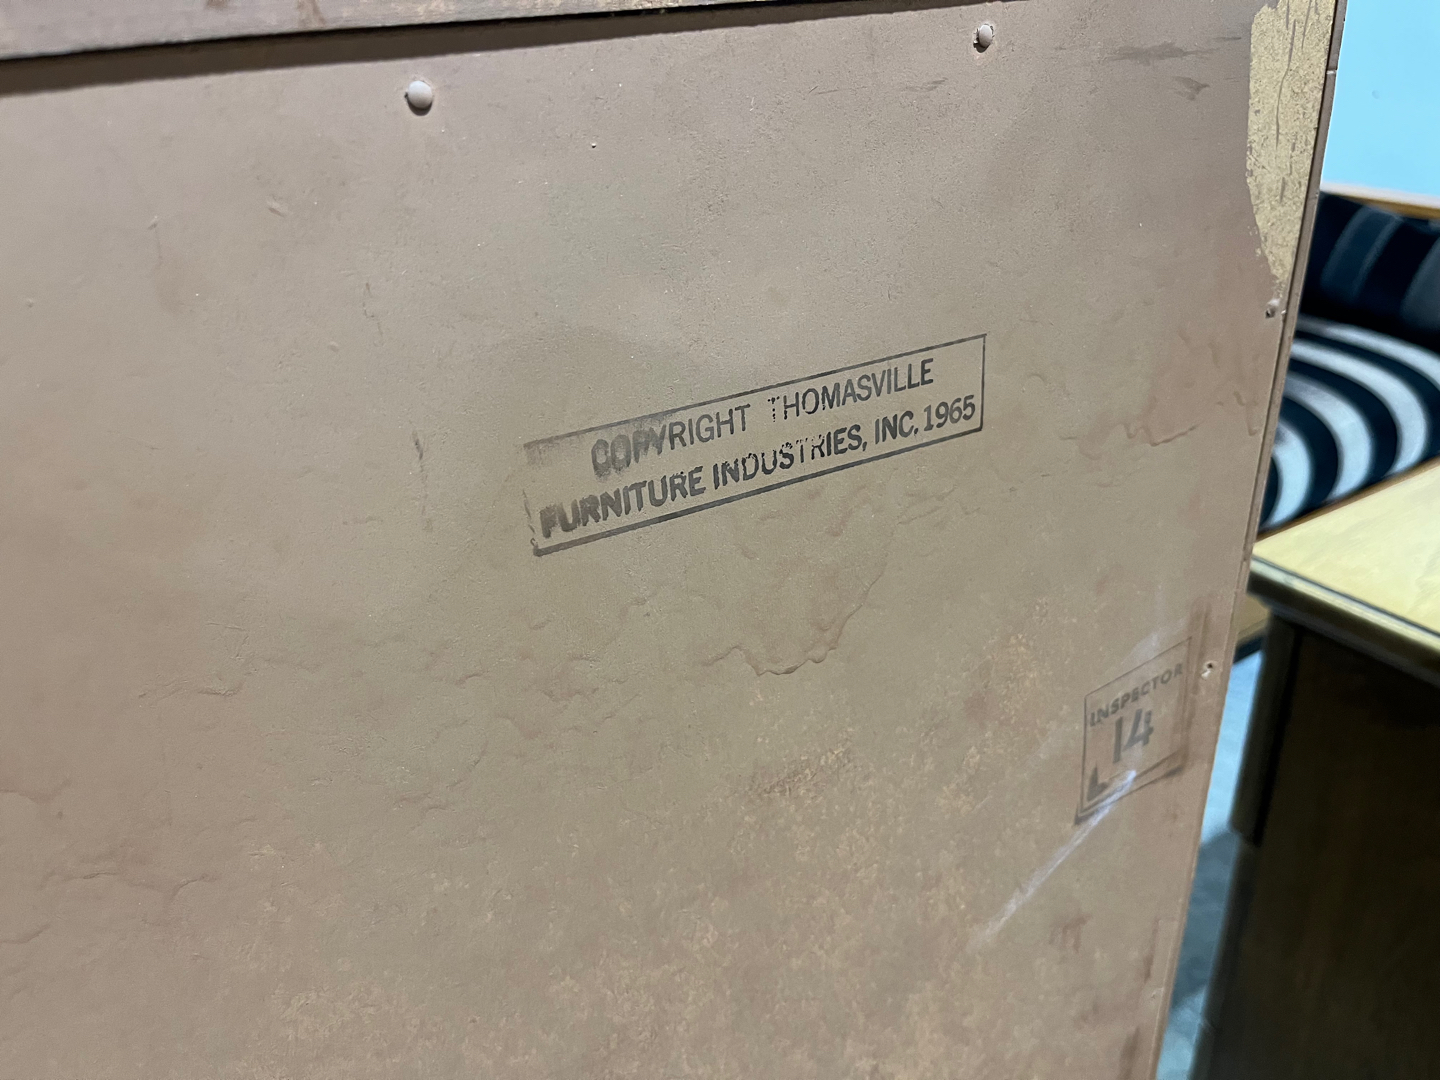 COPYRIGHT THOMASVILLE
FURNITURE INDUSTRIES, INC. 1965
INSPECTOR
14